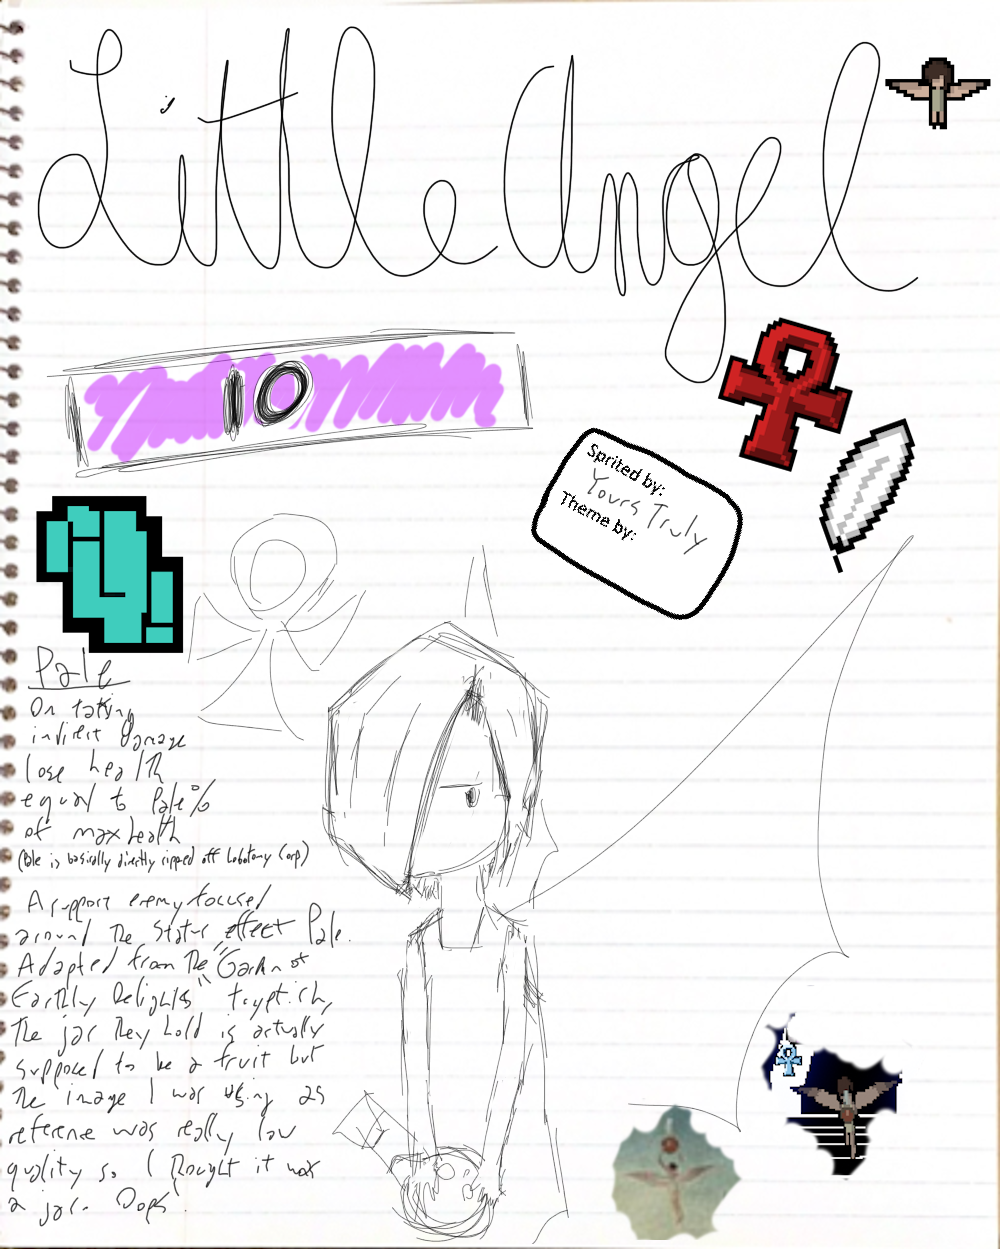 Little Angel
10
Sprited by:
Yours Truly
Theme by:
Pale
On taking
indirect damage
lose health
equal to Pale%
of max health
(Pale is basically directly ripped off Lobotomy Corp)
A support enemy focused
around the status effect Pale.
Adapted from the "Garden of
Earthly Delights" tryptich,
the jar they hold is actually
supposed to be a fruit but
the image I was using as
reference was really low
quality so I thought it was
a jar. Oops.